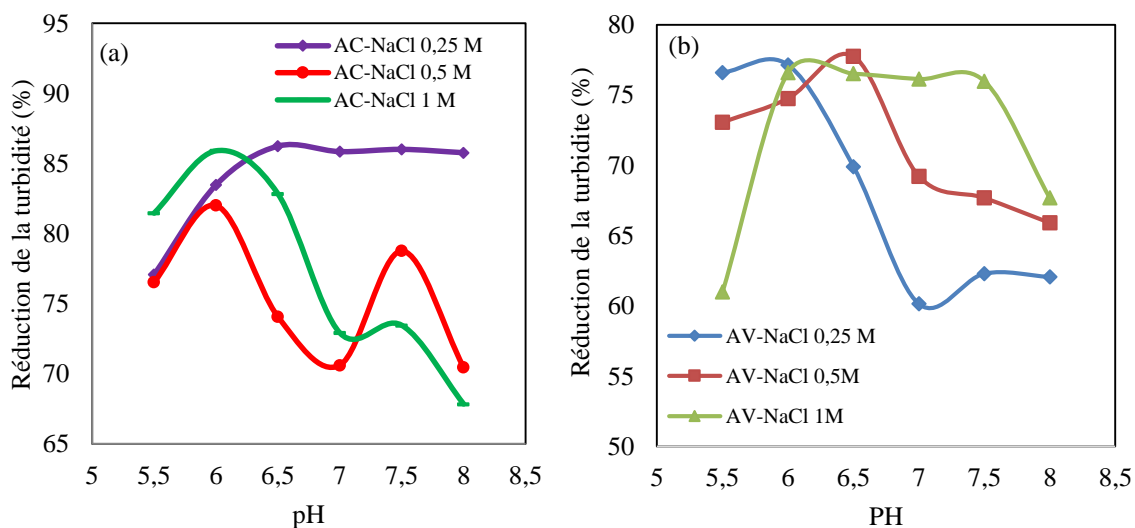 (a)
AC-NaCl 0,25 M
AC-NaCl 0,5 M
AC-NaCl 1 M
Réduction de la turbidité (%)
95
90
85
80
75
70
65
5 5,5 6 6,5 7 7,5 8 8,5
pH
(b)
AV-NaCl 0,25 M
AV-NaCl 0,5M
AV-NaCl 1M
Réduction de la turbidite (%)
80
75
70
65
60
55
50
5 5,5 6 6,5 7 7,5 8 8,5
PH